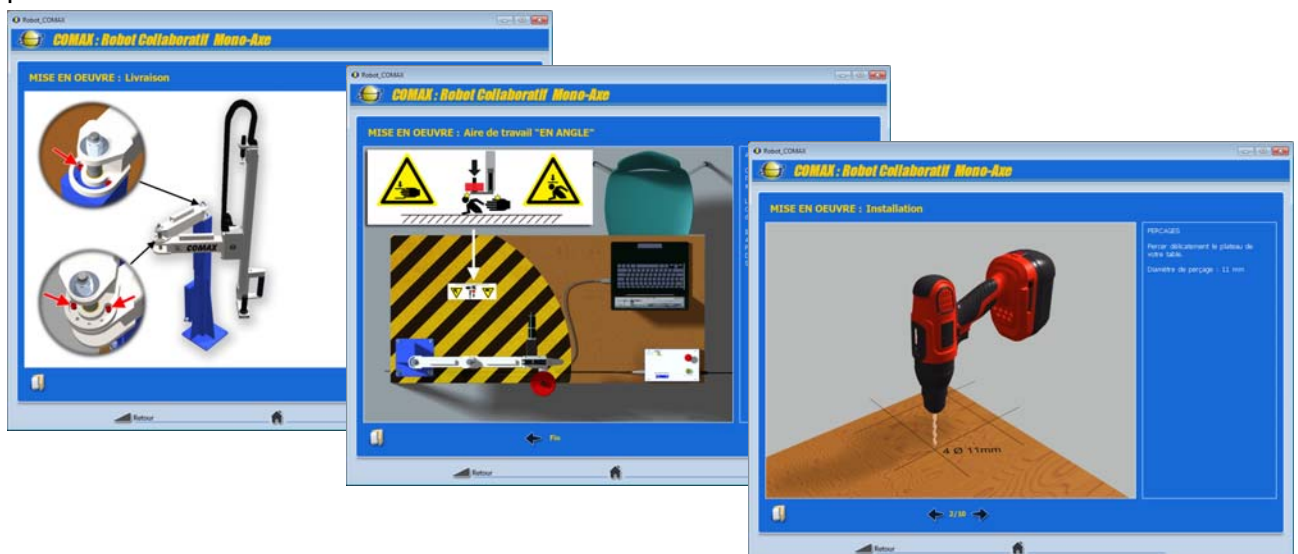 p
Robot_COMAX
COMAX : Robot Collaboratif Mono-Axe
MISE EN OEUVRE : Livraison
COMAX
Retour
Robot_COMAX
COMAX : Robot Collaboratif Mono-Axe
MISE EN OEUVRE : Aire de travail "EN ANGLE"
Fin
Retour
Robot_COMAX
COMAX : Robot Collaboratif Mono-Axe
MISE EN OEUVRE : Installation
PERCAGES
Percer délicatement le plateau de
votre table.
Diamètre de perçage : 11 mm
4 Ø 11mm
2/10
Retour